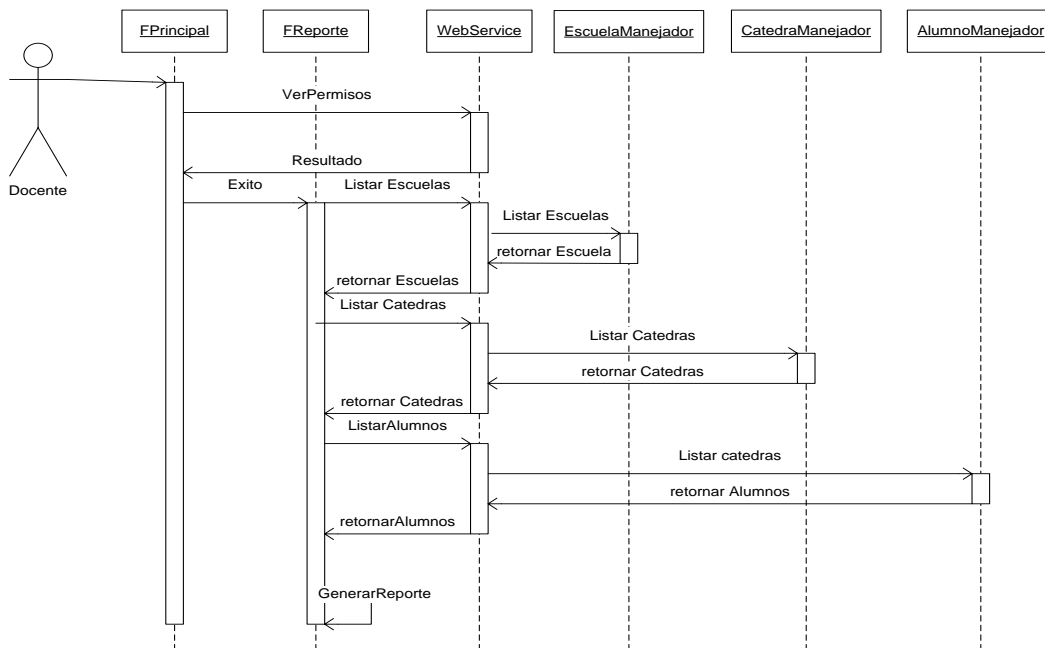 FPrincipal
FReporte
WebService
EscuelaManejador
CatedraManejador
AlumnoManejador
VerPermisos
Resultado
Docente
Exito
Listar Escuelas
Listar Escuelas
retornar Escuela
retornar Escuelas
Listar Catedras
Listar Catedras
retornar Catedras
retornar Catedras
ListarAlumnos
Listar catedras
retornar Alumnos
retornarAlumnos
GenerarReporte